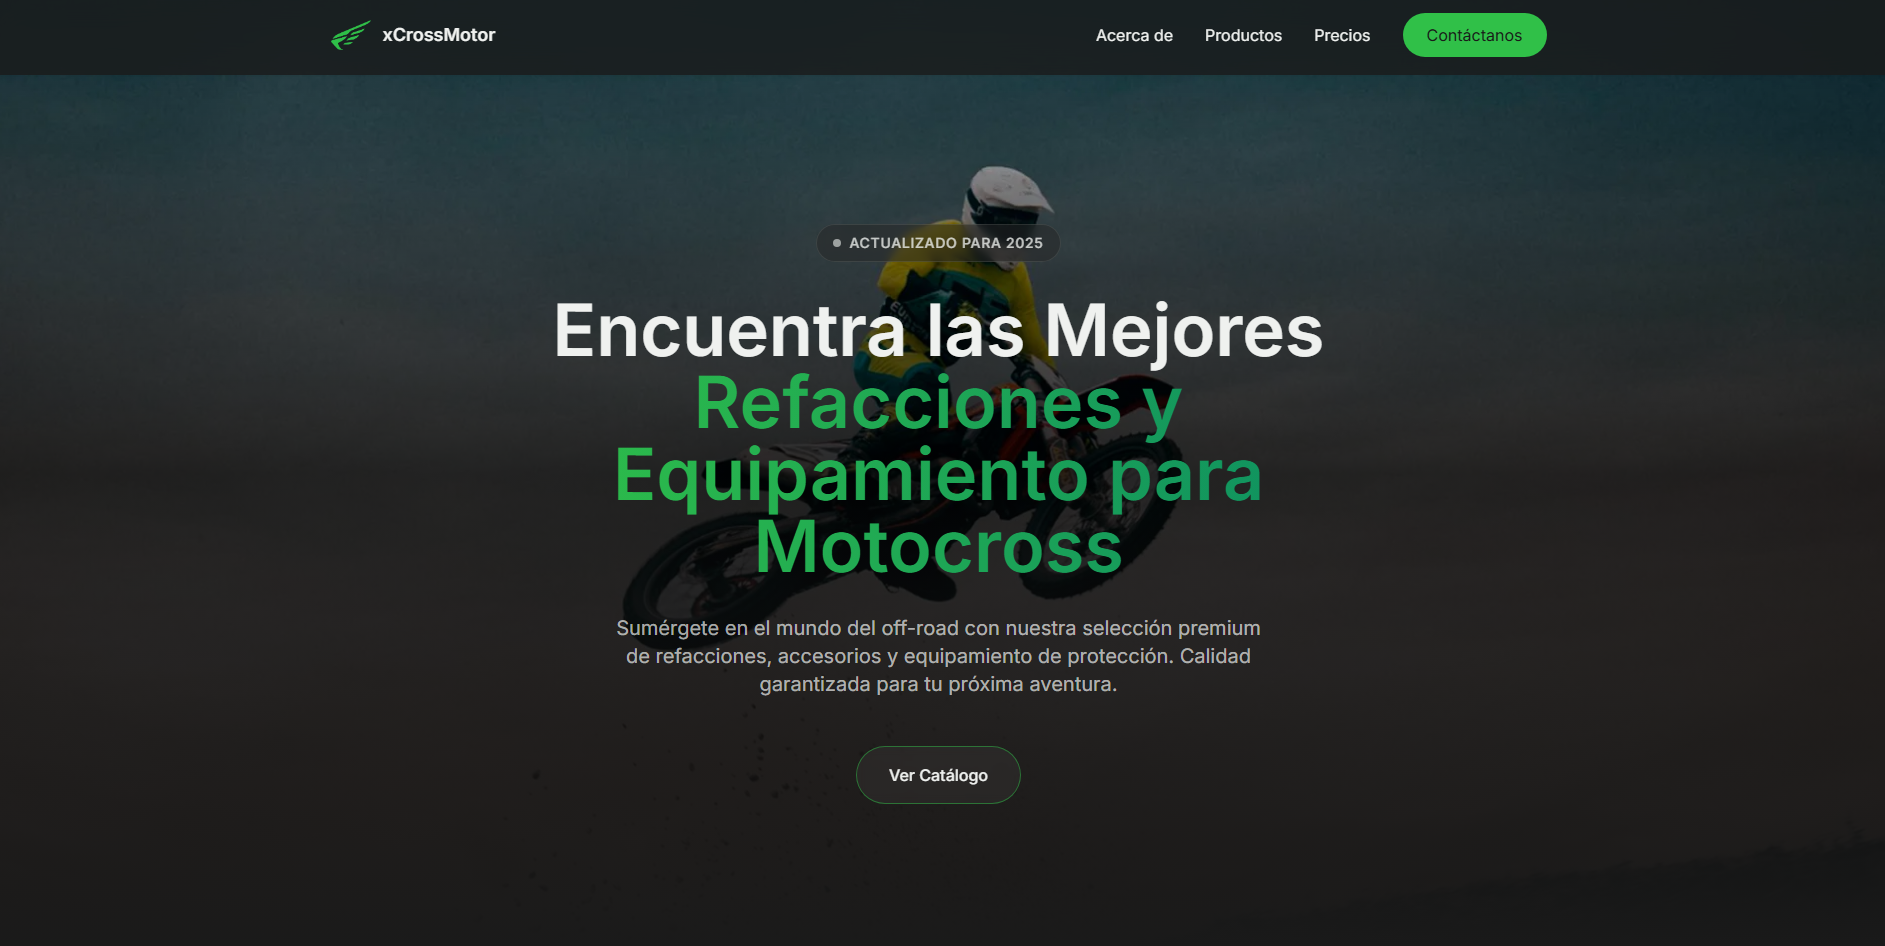 xCrossMotor
Acerca de
Productos
Precios
Contáctanos
ACTUALIZADO PARA 2025
Encuentra las Mejores
Refacciones y
Equipamiento para
Motocross
Sumérgete en el mundo del off-road con nuestra selección premium
de refacciones, accesorios y equipamiento de protección. Calidad
garantizada para tu próxima aventura.
Ver Catálogo